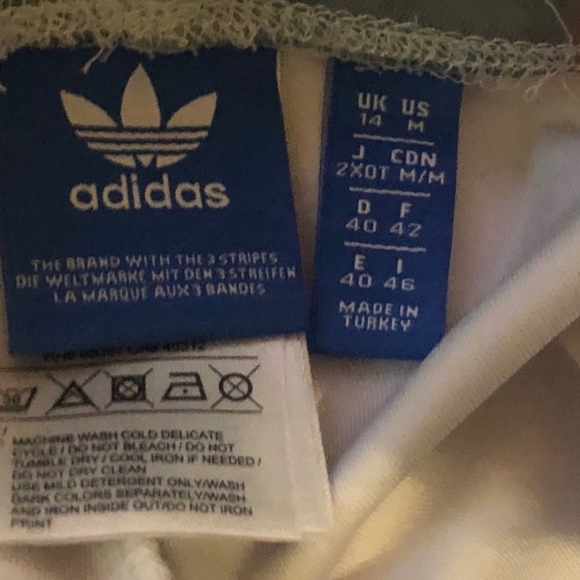 adidas
THE BRAND WITH THE 3 STRIPES
DIE WELTMARKE MIT DEN 3 STREIFEN
LA MARQUE AUX 3 BANDES
UK US
14 M
J CDN
2XOT M/M
D F
40 42
E I
40 46
MADE IN
TURKEY
MACHINE WASH COLD DELICATE
CYCLE / DO NOT BLEACH / DO NOT
TUMBLE DRY / COOL IRON IF NEEDED /
DO NOT DRY CLEAN
USE MILD DETERGENT ONLY/WASH
DARK COLORS SEPARATELY/WASH
AND IRON INSIDE OUT/DO NOT IRON
PRINT